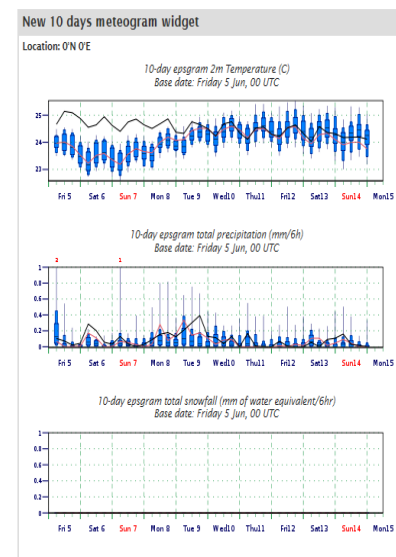 New 10 days meteogram widget
Location: 0'N 0'E
10-day epsgram 2m Temperature (C)
Base date: Friday 5 Jun, 00 UTC
25
24
23
Fri 5 Sat 6 Sun 7 Mon 8 Tue 9 Wed10 Thu11 Fri12 Sat13 Sun14 Mon15
10-day epsgram total precipitation (mm/6h)
Base date: Friday 5 Jun, 00 UTC
2 1
1
0.8
0.6
0.4
0.2
0
Fri 5 Sat 6 Sun 7 Mon 8 Tue 9 Wed10 Thu11 Fri12 Sat13 Sun14 Mon15
10-day epsgram total snowfall (mm of water equivalent/6hr)
Base date: Friday 5 Jun, 00 UTC
1
0.8
0.6
0.4
0.2
0
Fri 5 Sat 6 Sun 7 Mon 8 Tue 9 Wed10 Thu11 Fri12 Sat13 Sun14 Mon15